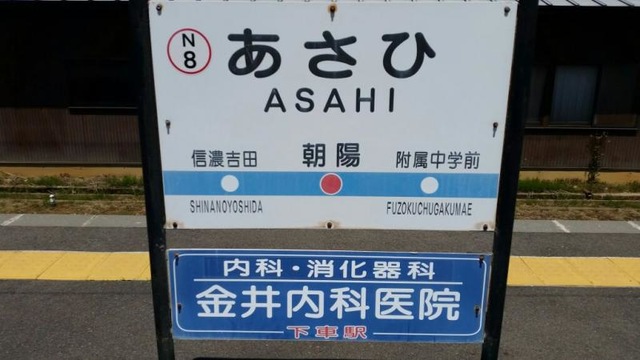 N
8
あさひ
ASAHI
信濃吉田 朝陽 附属中学前
SHINANOYOSHIDA FUZOKUCHUGAKUMAE
内科・消化器科
金井内科医院
下車駅